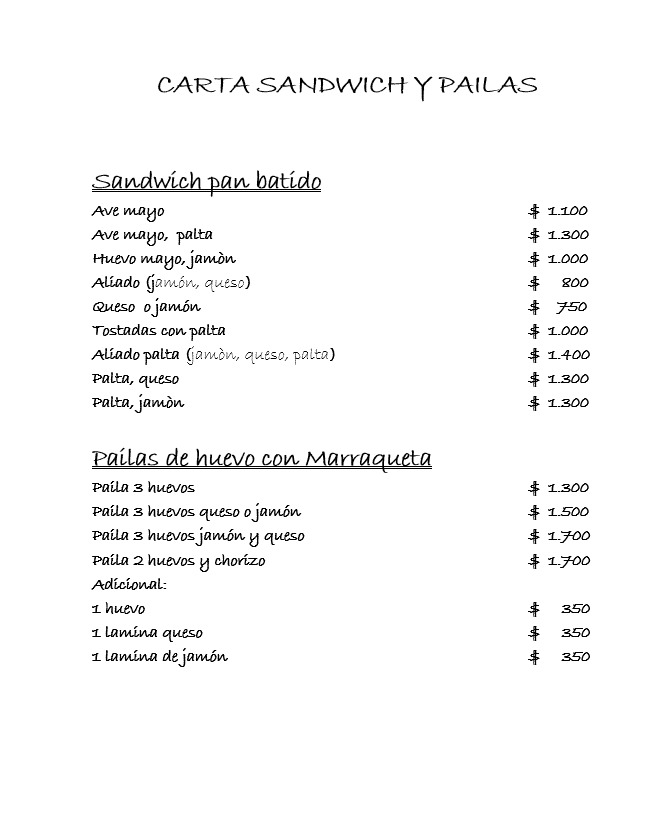 CARTA SANDWICH Y PAILAS
Sandwich pan batido
Ave mayo $ 1.100
Ave mayo, palta $ 1.300
Huevo mayo, jamòn $ 1.000
Aliado (jamón, queso) $ 800
Queso o jamón $ 750
Tostadas con palta $ 1.000
Aliado palta (jamòn, queso, palta) $ 1.400
Palta, queso $ 1.300
Palta, jamòn $ 1.300
Pailas de huevo con Marraqueta
Paila 3 huevos $ 1.300
Paila 3 huevos queso o jamón $ 1.500
Paila 3 huevos jamón y queso $ 1.700
Paila 2 huevos y chorizo $ 1.700
Adicional:
1 huevo $ 350
1 lamina queso $ 350
1 lamina de jamón $ 350